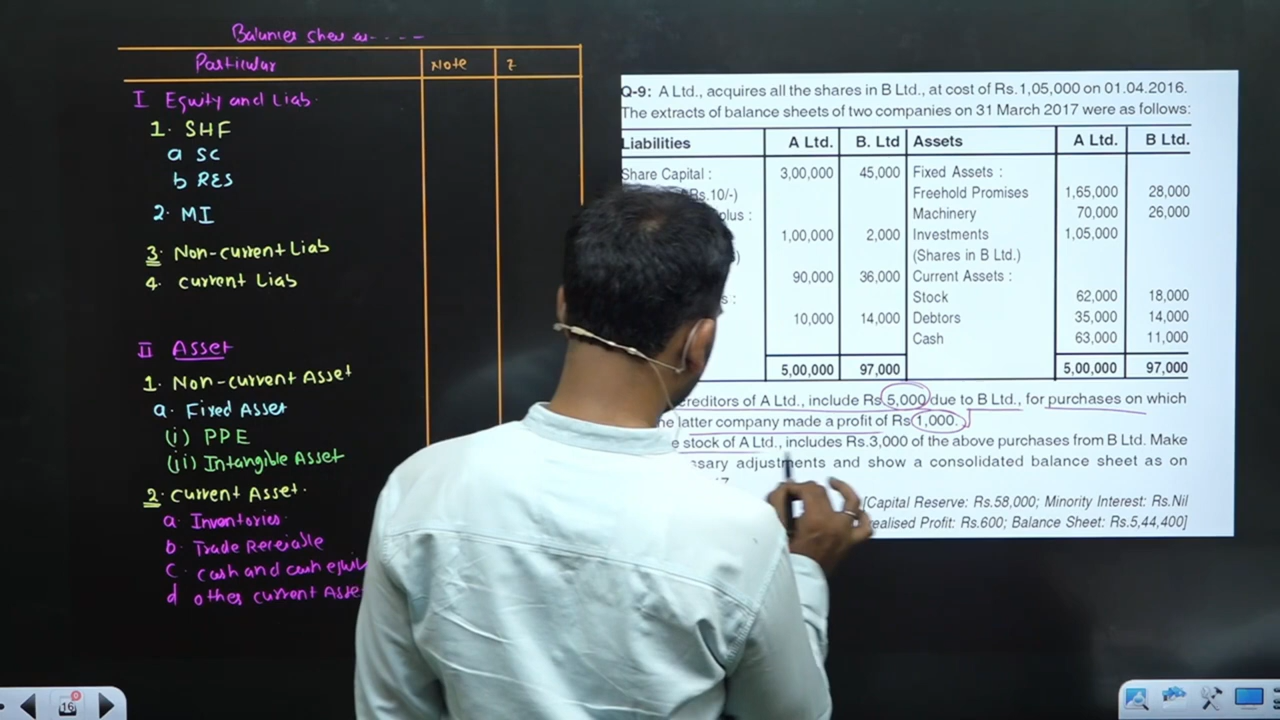 Balances sheet as----
Particular Note ₹
I Equity and Liab.
1. SHF
a SC
b RES
2. MI
3. Non-current Liab
4. current Liab
II Asset
1. Non-current Asset
a. Fixed Asset
(i) PPE
(ii) Intangible Asset
2. current Asset.
a. Inventories.
b. Trade
c. cash and cash
d other current
16
Q-9: A Ltd., acquires all the shares in B Ltd., at cost of Rs.1,05,000 on 01.04.2016.
The extracts of balance sheets of two companies on 31 March 2017 were as follows:
Liabilities A Ltd. B. Ltd Assets A Ltd. B Ltd.
Share Capital : 3,00,000 45,000 Fixed Assets :
Rs.10/-) Freehold Promises 1,65,000 28,000
plus : Machinery 70,000 26,000
1,00,000 2,000 Investments 1,05,000
(Shares in B Ltd.)
90,000 36,000 Current Assets :
Stock 62,000 18,000
10,000 14,000 Debtors 35,000 14,000
Cash 63,000 11,000
5,00,000 97,000 5,00,000 97,000
reditors of A Ltd., include Rs 5,000 due to B Ltd., for purchases on which
latter company made a profit of Rs 1,000.
stock of A Ltd., includes Rs.3,000 of the above purchases from B Ltd. Make
ssary adjustments and show a consolidated balance sheet as on
[Capital Reserve: Rs.58,000; Minority Interest: Rs.Nil
realised Profit: Rs.600; Balance Sheet: Rs.5,44,400]